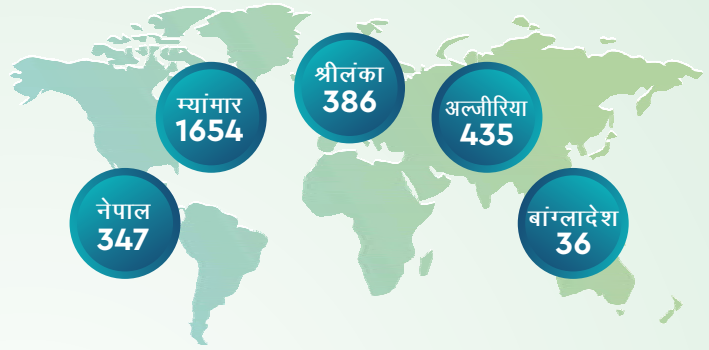 श्रीलंका
386
म्यांमार
1654
अल्जीरिया
435
नेपाल
347
बांग्लादेश
36